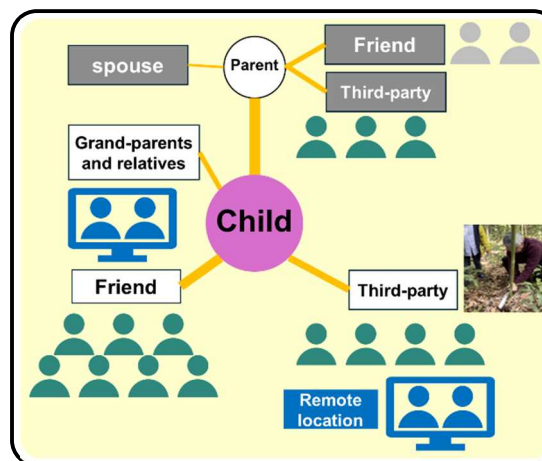 Friend
spouse
Parent
Third-party
Grand-parents
and relatives
Child
Friend
Third-party
Remote
location